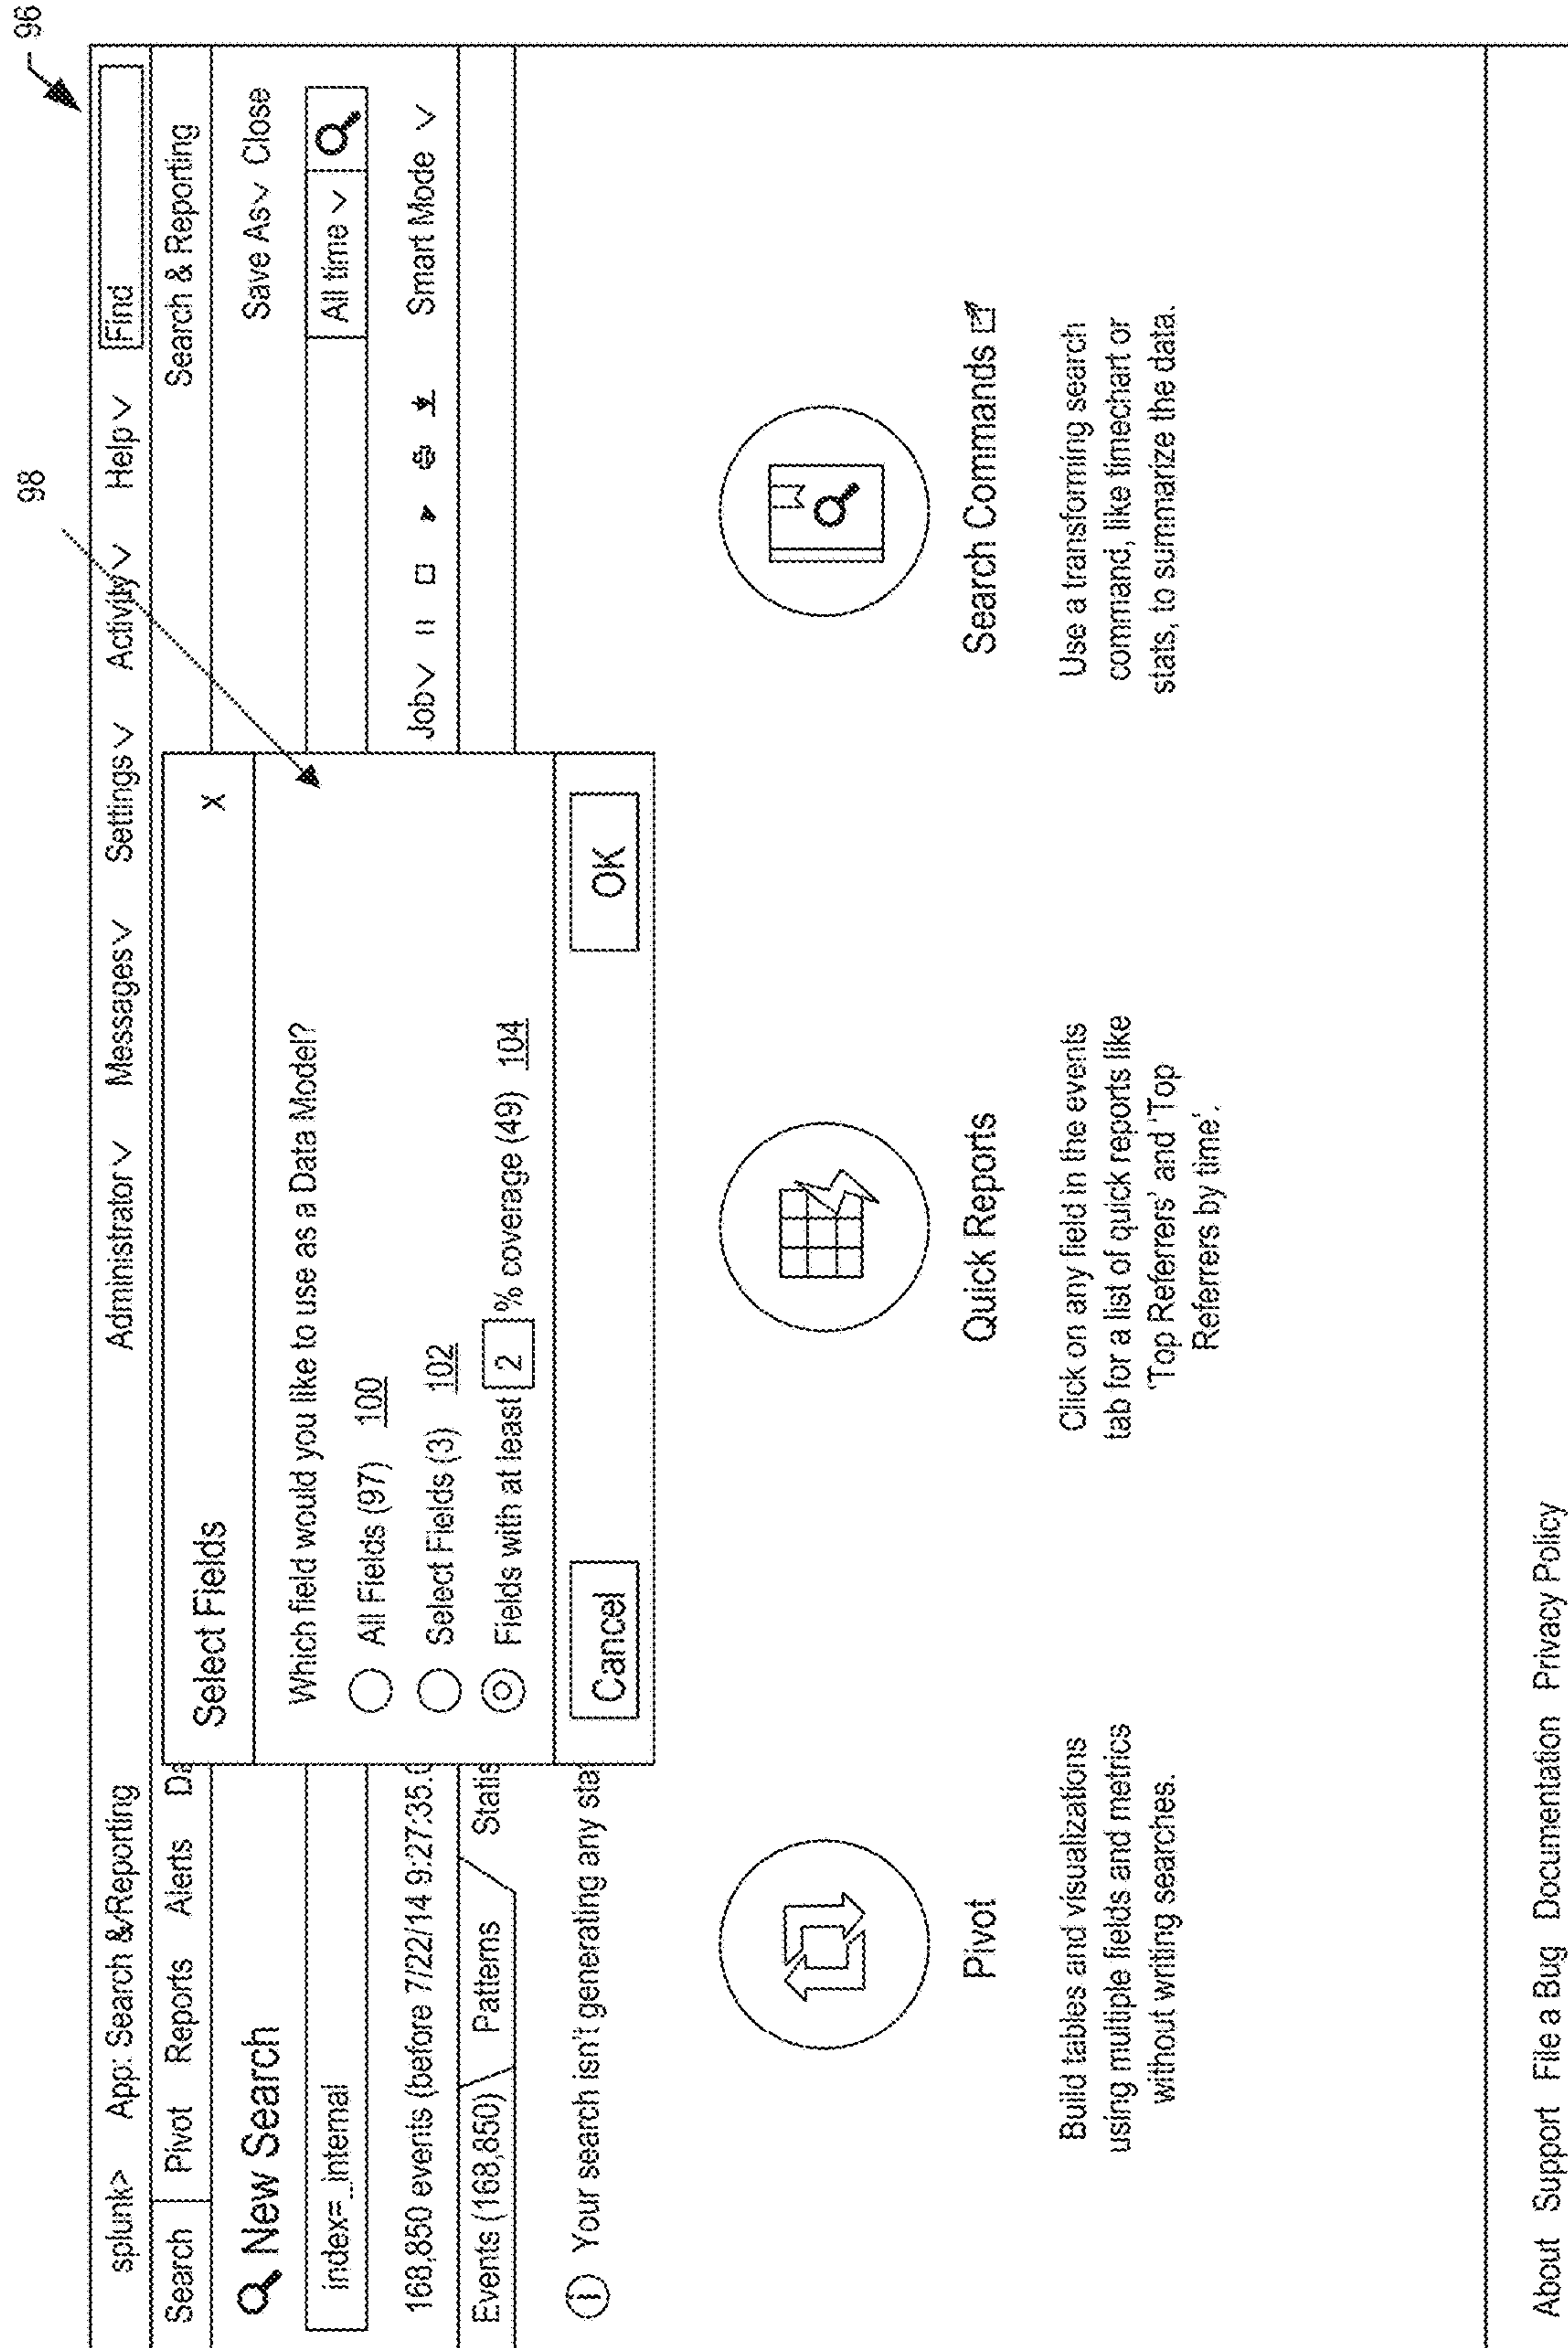 96
98
splunk> App: Search &Reporting Administrator Messages Settings Activity Help Find
Search Pivot Reports Alerts Da Search & Reporting
New Search
Save As Close
index=_internal
All time
168,850 events (before 7/22/14 9:27:35.0
Job Smart Mode
Events (168,850) Patterns Statis
Your search isn't generating any sta
Select Fields X
Which field would you like to use as a Data Model?
All Fields (97) 100
Select Fields (3) 102
Fields with at least 2 % coverage (49) 104
Cancel OK
Pivot
Build tables and visualizations
using multiple fields and metrics
without writing searches.
Quick Reports
Click on any field in the events
tab for a list of quick reports like
'Top Referrers' and 'Top
Referrers by time'.
Search Commands
Use a transforming search
command, like timechart or
stats, to summarize the data.
About Support File a Bug Documentation Privacy Policy